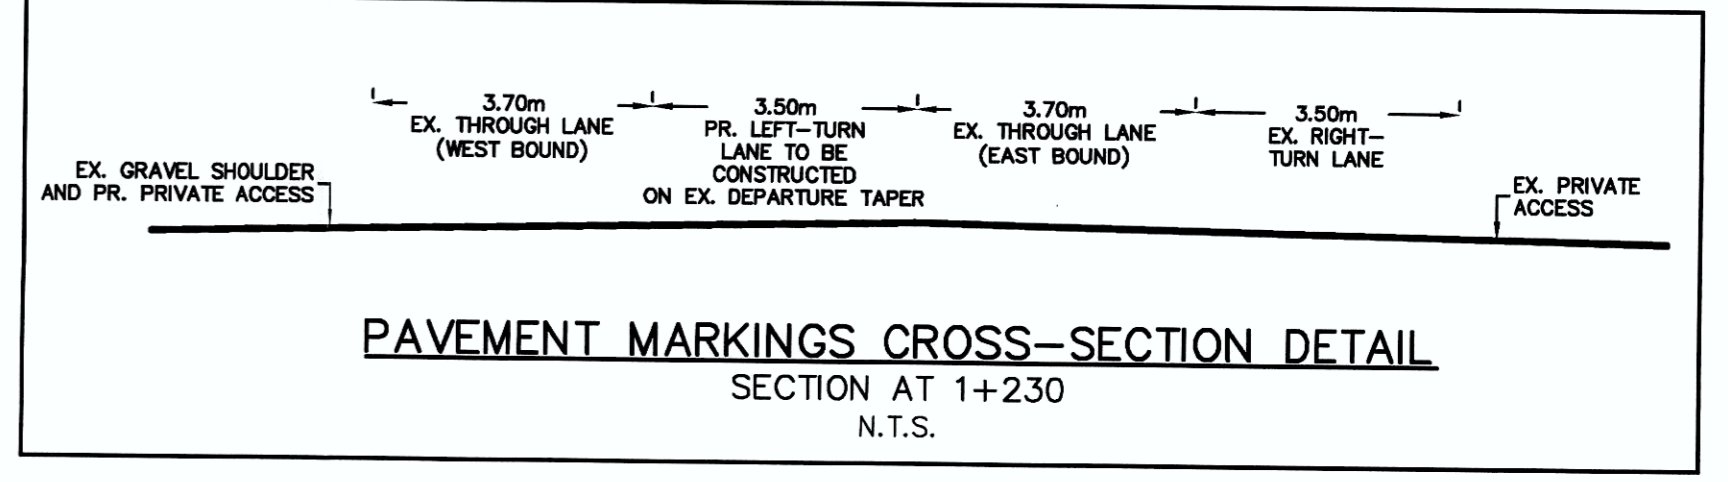 3.70m
EX. THROUGH LANE
(WEST BOUND)
3.50m
PR. LEFT-TURN
LANE TO BE
CONSTRUCTED
ON EX. DEPARTURE TAPER
3.70m
EX. THROUGH LANE
(EAST BOUND)
3.50m
EX. RIGHT-
TURN LANE
EX. GRAVEL SHOULDER
AND PR. PRIVATE ACCESS
EX. PRIVATE
ACCESS
PAVEMENT MARKINGS CROSS-SECTION DETAIL
SECTION AT 1+230
N.T.S.